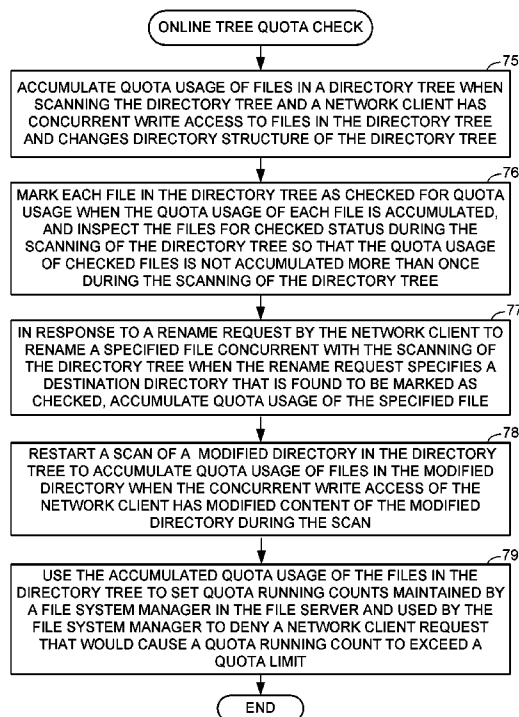 ONLINE TREE QUOTA CHECK
75
ACCUMULATE QUOTA USAGE OF FILES IN A DIRECTORY TREE WHEN
SCANNING THE DIRECTORY TREE AND A NETWORK CLIENT HAS
CONCURRENT WRITE ACCESS TO FILES IN THE DIRECTORY TREE
AND CHANGES DIRECTORY STRUCTURE OF THE DIRECTORY TREE
76
MARK EACH FILE IN THE DIRECTORY TREE AS CHECKED FOR QUOTA
USAGE WHEN THE QUOTA USAGE OF EACH FILE IS ACCUMULATED,
AND INSPECT THE FILES FOR CHECKED STATUS DURING THE
SCANNING OF THE DIRECTORY TREE SO THAT THE QUOTA USAGE
OF CHECKED FILES IS NOT ACCUMULATED MORE THAN ONCE
DURING THE SCANNING OF THE DIRECTORY TREE
77
IN RESPONSE TO A RENAME REQUEST BY THE NETWORK CLIENT TO
RENAME A SPECIFIED FILE CONCURRENT WITH THE SCANNING OF
THE DIRECTORY TREE WHEN THE RENAME REQUEST SPECIFIES A
DESTINATION DIRECTORY THAT IS FOUND TO BE MARKED AS
CHECKED, ACCUMULATE QUOTA USAGE OF THE SPECIFIED FILE
78
RESTART A SCAN OF A MODIFIED DIRECTORY IN THE DIRECTORY
TREE TO ACCUMULATE QUOTA USAGE OF FILES IN THE MODIFIED
DIRECTORY WHEN THE CONCURRENT WRITE ACCESS OF THE
NETWORK CLIENT HAS MODIFIED CONTENT OF THE MODIFIED
DIRECTORY DURING THE SCAN
79
USE THE ACCUMULATED QUOTA USAGE OF THE FILES IN THE
DIRECTORY TREE TO SET QUOTA RUNNING COUNTS MAINTAINED BY
A FILE SYSTEM MANAGER IN THE FILE SERVER AND USED BY THE
FILE SYSTEM MANAGER TO DENY A NETWORK CLIENT REQUEST
THAT WOULD CAUSE A QUOTA RUNNING COUNT TO EXCEED A
QUOTA LIMIT
END